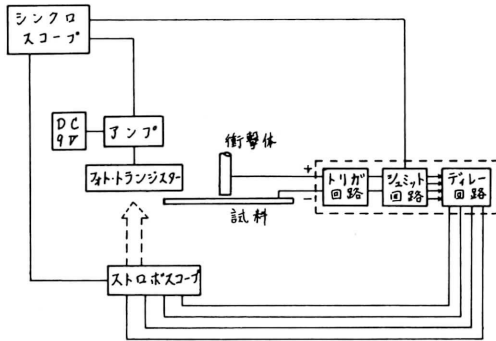 シンクロ
スコープ
DC
9V
アンプ
フォト・トランジスター
衝撃体
+
−
試料
トリガ
回路
シュミット
回路
ディレー
回路
ストロボスコープ